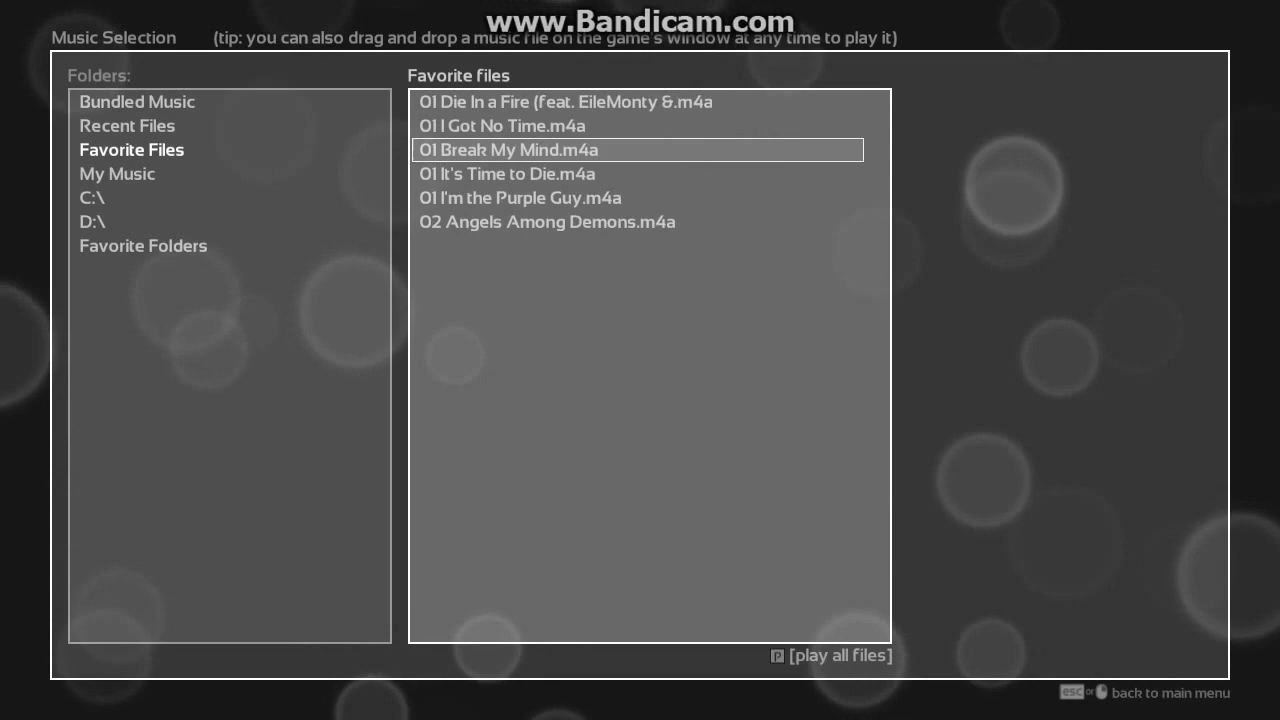 www.Bandicam.com
Music Selection (tip: you can also drag and drop a music file on the game's window at any time to play it)
Folders:
Bundled Music
Recent Files
Favorite Files
My Music
C:\
D:\
Favorite Folders
Favorite files
01 Die In a Fire (feat. EileMonty &.m4a
01 I Got No Time.m4a
01 Break My Mind.m4a
01 It's Time to Die.m4a
01 I'm the Purple Guy.m4a
02 Angels Among Demons.m4a
P [play all files]
esc or back to main menu